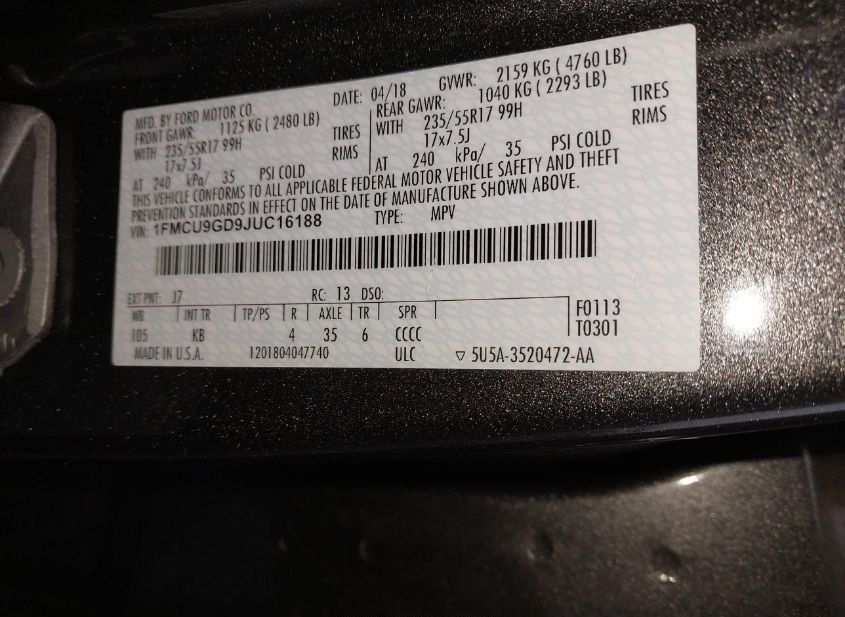 MFD. BY FORD MOTOR CO.
DATE: 04/18 GVWR: 2159 KG ( 4760 LB)
FRONT GAWR: 1125 KG ( 2480 LB)
WITH 235/55R17 99H TIRES
17x7.5J RIMS
AT 240 kPa/ 35 PSI COLD
REAR GAWR: 1040 KG ( 2293 LB)
WITH 235/55R17 99H TIRES
17x7.5J RIMS
AT 240 kPa/ 35 PSI COLD
THIS VEHICLE CONFORMS TO ALL APPLICABLE FEDERAL MOTOR VEHICLE SAFETY AND THEFT
PREVENTION STANDARDS IN EFFECT ON THE DATE OF MANUFACTURE SHOWN ABOVE.
VIN: 1FMCU9GD9JUC16188 TYPE: MPV
EXT PNT: J7 RC: 13 DSO:
WB INT TR TP/PS R AXLE TR SPR F0113
105 KB 4 35 6 CCCC T0301
MADE IN U.S.A. 1201804047740 ULC ▽ 5U5A-3520472-AA